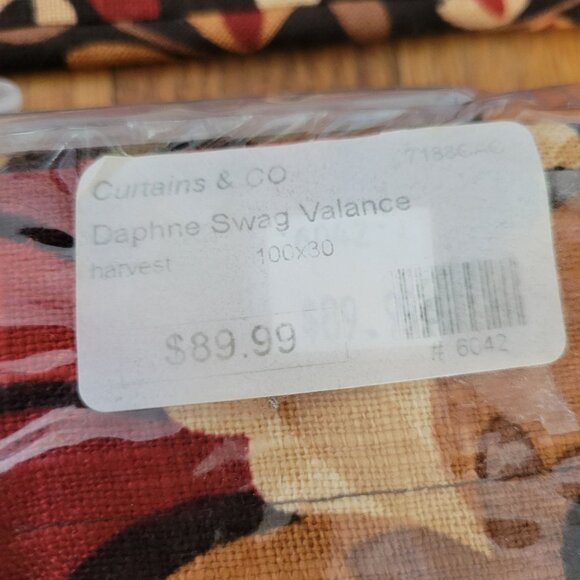 Curtains & CO
Daphne Swag Valance
harvest 100x30
$89.99
# 6042